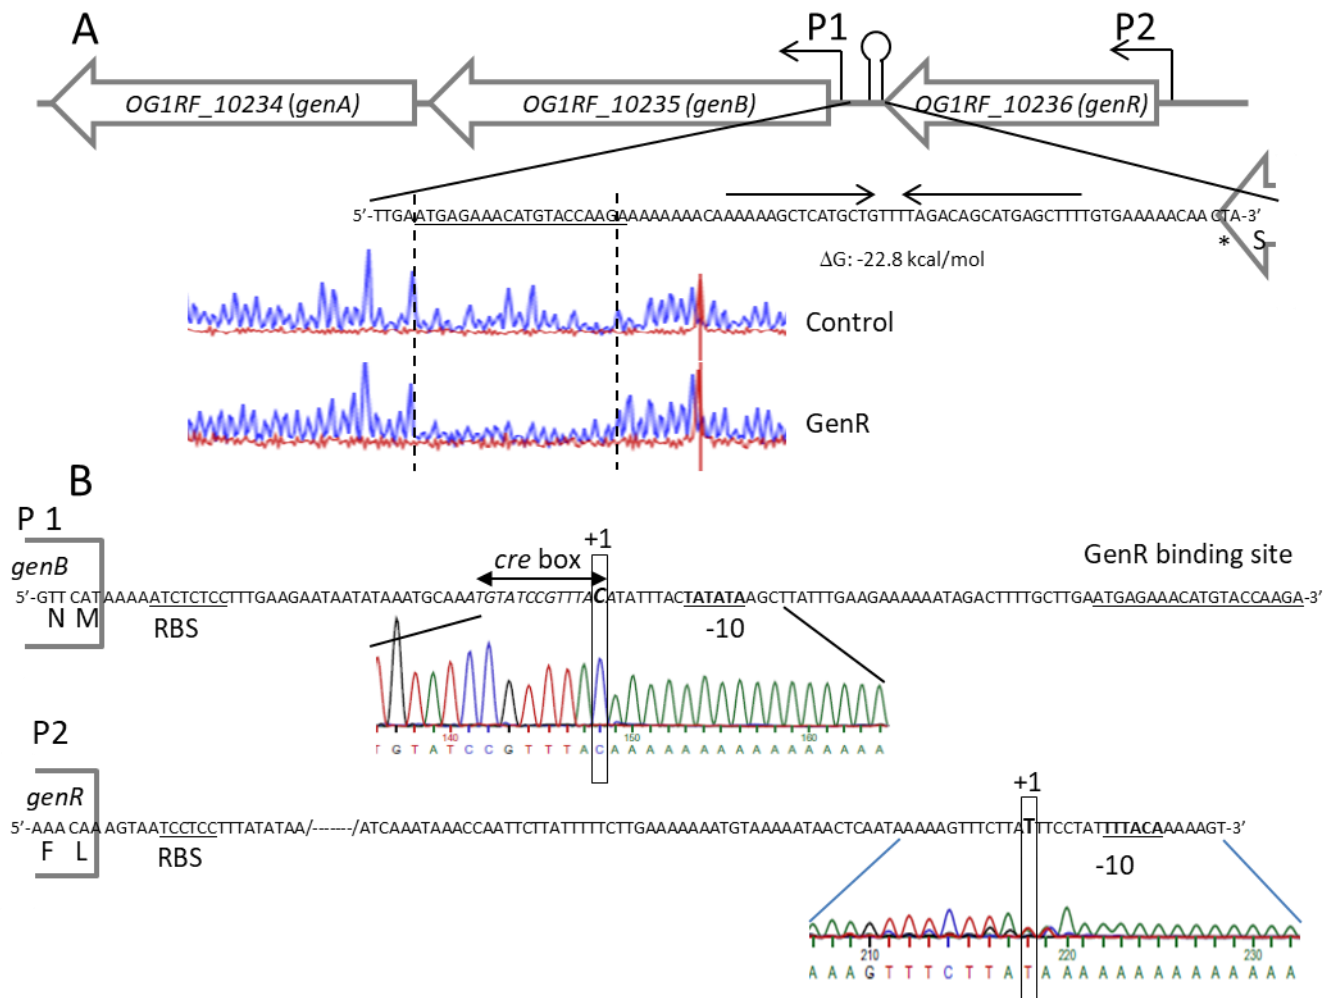 A
P1
P2
OG1RF_10234 (genA)
OG1RF_10235 (genB)
OG1RF_10236 (genR)
5’-TTGAATGAGAAACATGTACCAAGAAAAAAAACAAAAAAGCTCATGCTGTTTTAGACAGCATGAGCTTTTGTGAAAAACAA CTA-3’
* S
ΔG: -22.8 kcal/mol
Control
GenR
B
P 1
+1
genB
cre box
GenR binding site
5’-GTT CATAAAAAATCTCTCCTTTGAAGAATAATATAAATGCAAATGTATCCGTTTACATATTTACTATATAAAGCTTATTTGAAGAAAAAATAGACTTTTGCTTGAATGAGAAACATGTACCAAGA-3’
N M
RBS
-10
140 150 160
T G T A T C C G T T T A C A A A A A A A A A A A A A A A
P2
+1
genR
5’-AAA CAA AGTAATCCTCCTTTATATAA/-------/ATCAAATAAACCAATTCTTATTTTTCTTGAAAAAAATGTAAAAATAACTCAATAAAAAGTTTCTTATTTCCTATTTTACAAAAAGT-3’
F L
RBS
-10
210 220 230
A A A G T T T C T T A T A A A A A A A A A A A A A A